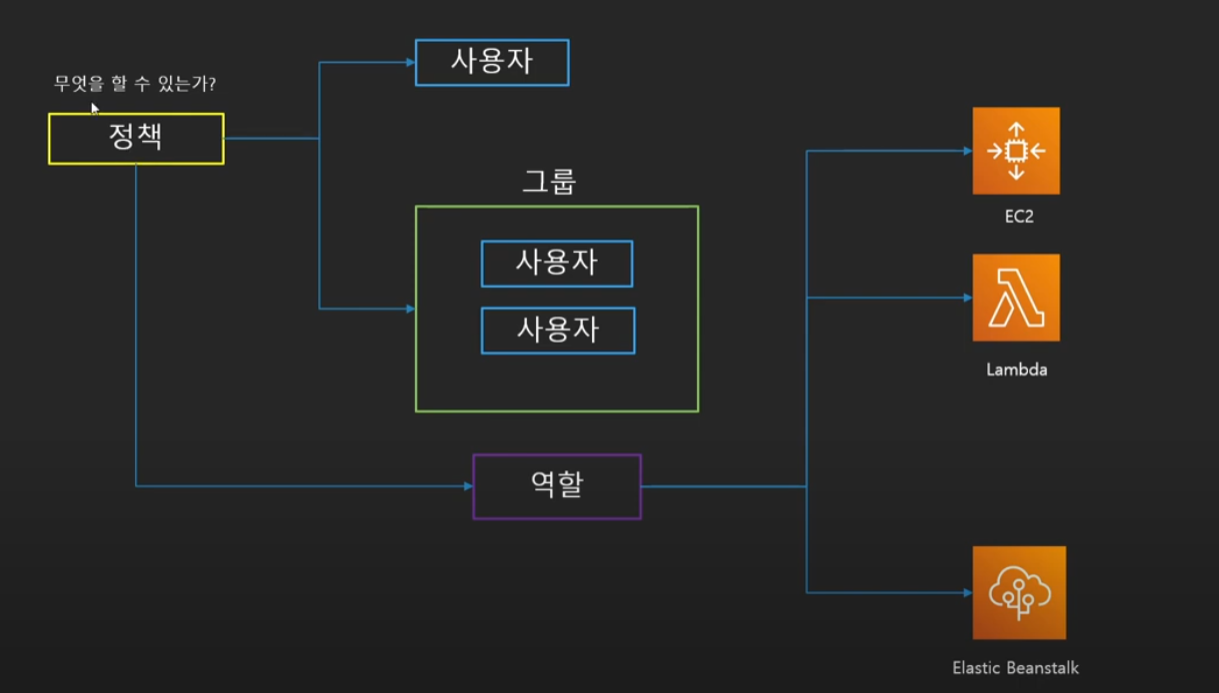 사용자
무엇을 할 수 있는가?
정책
그룹
사용자
사용자
역할
EC2
Lambda
Elastic Beanstalk